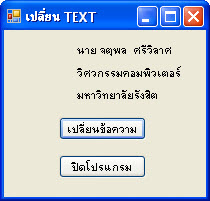 เปลี่ยน TEXT
นาย จตุพล ศรีวิลาศ
วิศวกรรมคอมพิวเตอร์
มหาวิทยาลัยรังสิต
เปลี่ยนข้อความ
ปิดโปรแกรม